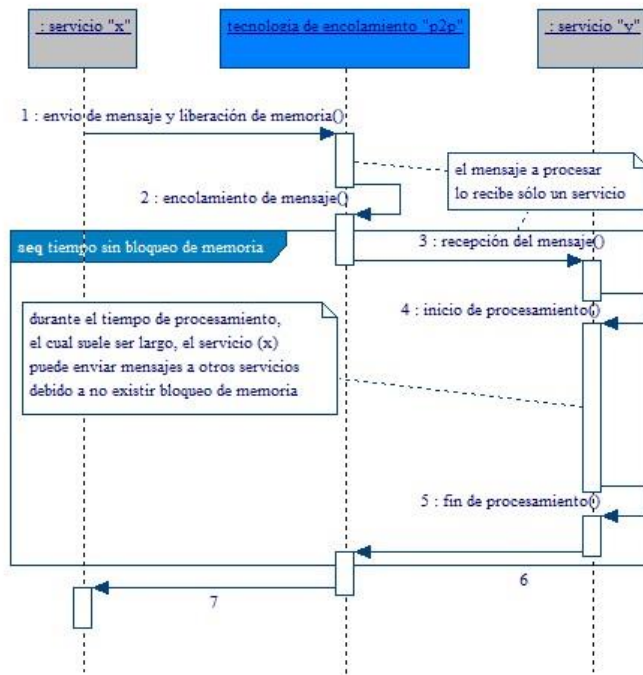 : servicio "x"
tecnología de encolamiento "p2p"
: servicio "y"
1 : envio de mensaje y liberación de memoria()
el mensaje a procesar
lo recibe sólo un servicio
2 : encolamiento de mensaje()
seq tiempo sin bloqueo de memoria
3 : recepción del mensaje()
4 : inicio de procesamiento()
durante el tiempo de procesamiento,
el cual suele ser largo, el servicio (x)
puede enviar mensajes a otros servicios
debido a no existir bloqueo de memoria
5 : fin de procesamiento()
6
7